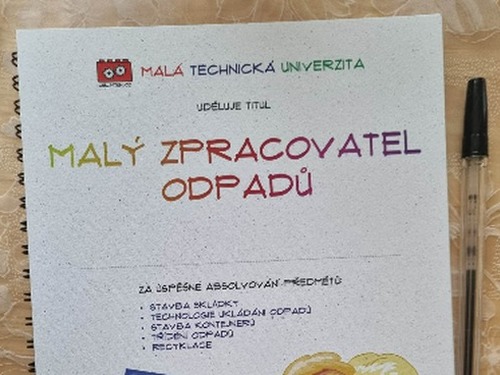 MALÁ TECHNICKÁ UNIVERZITA
UDĚLUJE TITUL
MALÝ ZPRACOVATEL
ODPADŮ
ZA ÚSPĚŠNÉ ABSOLVOVÁNÍ PŘEDMĚTŮ
• STAVBA SKLÁDKY
• TECHNOLOGIE UKLÁDÁNÍ ODPADŮ
• STAVBA KONTEJNERŮ
• TŘÍDĚNÍ ODPADŮ
• RECYKLACE